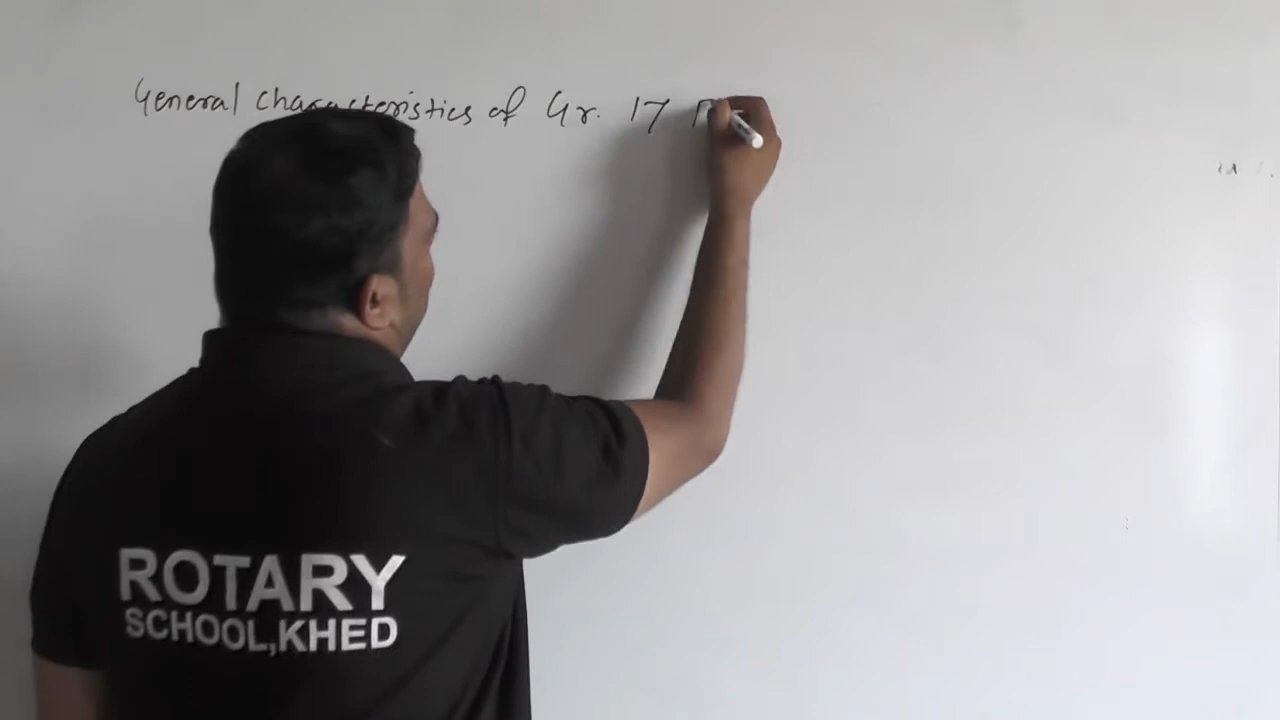 General characteristics of Gr. 17
ROTARY
SCHOOL,KHED